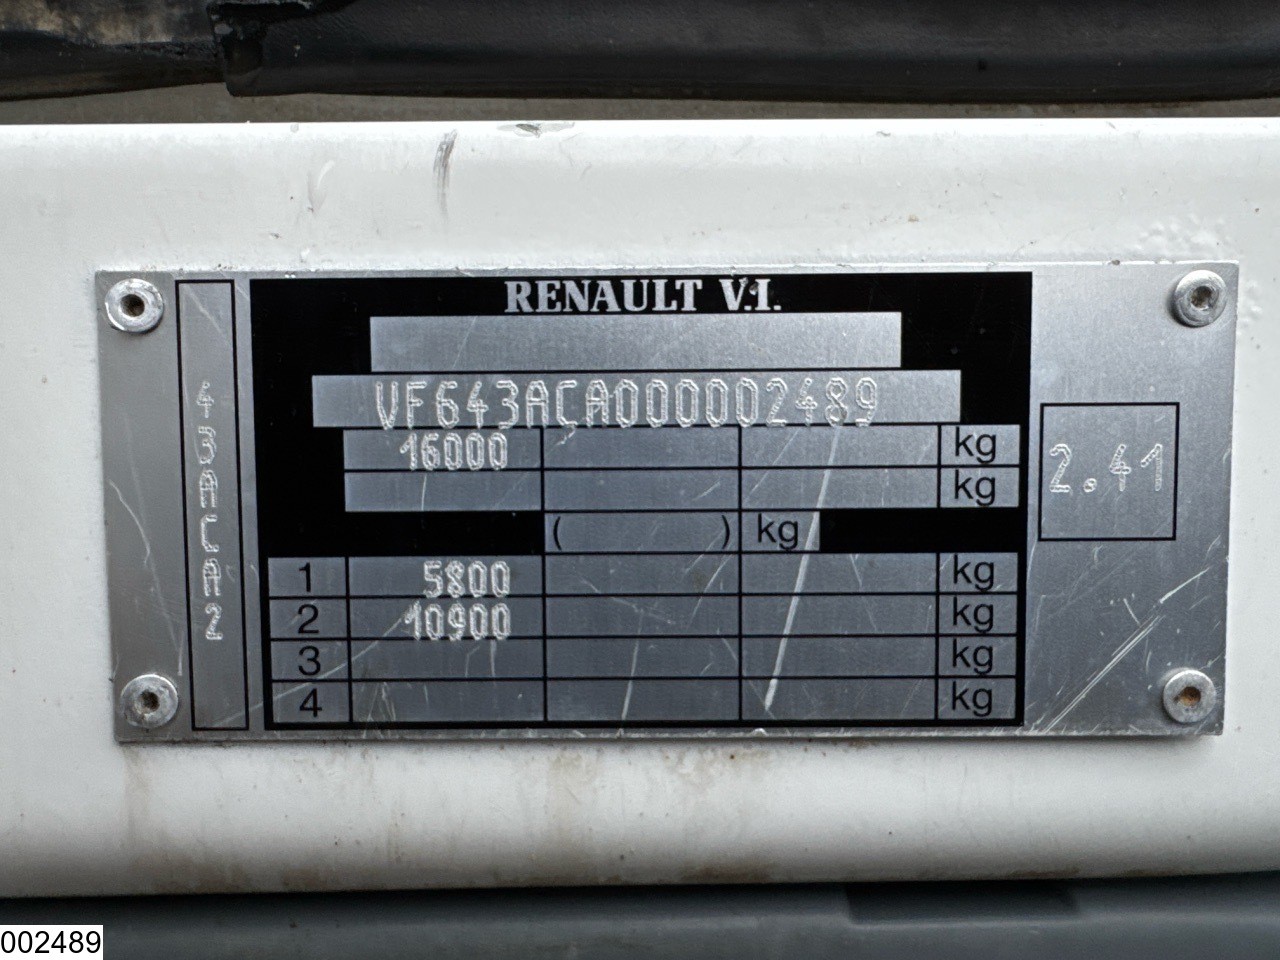 RENAULT V.I.
VF643ACA000002489
16000 kg
kg
( ) kg
1 5800 kg
2 10900 kg
3 kg
4 kg
43ACA2
2.41
002489